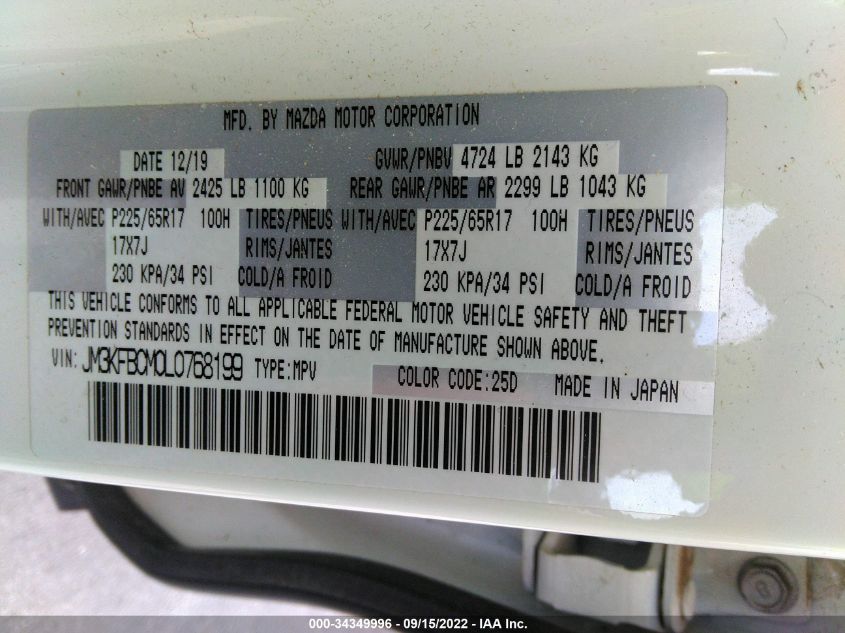 MFD. BY MAZDA MOTOR CORPORATION
DATE 12/19 GVWR/PNBV 4724 LB 2143 KG
FRONT GAWR/PNBE AV 2425 LB 1100 KG REAR GAWR/PNBE AR 2299 LB 1043 KG
WITH/AVEC P225/65R17 100H TIRES/PNEUS WITH/AVEC P225/65R17 100H TIRES/PNEUS
17X7J RIMS/JANTES 17X7J RIMS/JANTES
230 KPA/34 PSI COLD/A FROID 230 KPA/34 PSI COLD/A FROID
THIS VEHICLE CONFORMS TO ALL APPLICABLE FEDERAL MOTOR VEHICLE SAFETY AND THEFT
PREVENTION STANDARDS IN EFFECT ON THE DATE OF MANUFACTURE SHOWN ABOVE.
VIN: JM3KFBCM0L0768199 TYPE:MPV COLOR CODE:25D MADE IN JAPAN
000-34349996 - 09/15/2022 - IAA Inc.